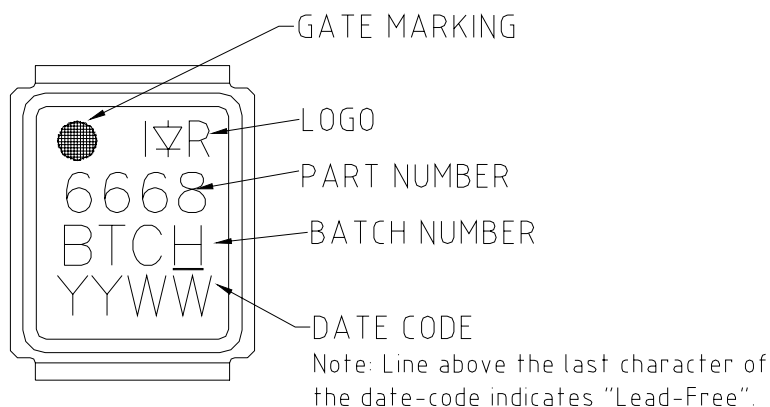 GATE MARKING
I R
LOGO
6668
PART NUMBER
BTCH
BATCH NUMBER
YYWW
DATE CODE
Note: Line above the last character of
the date-code indicates "Lead-Free".